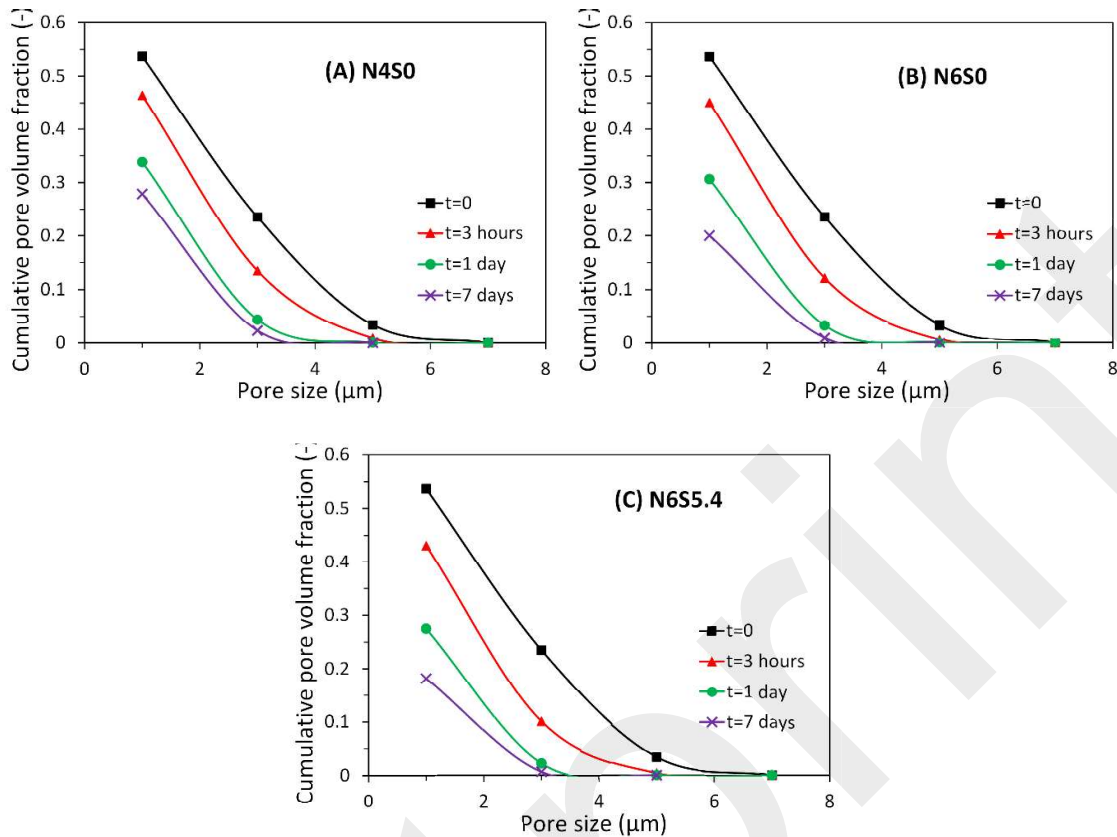 Cumulative pore volume fraction (-)
0.6
0.5
0.4
0.3
0.2
0.1
0
(A) N4S0
t=0
t=3 hours
t=1 day
t=7 days
0 2 4 6 8
Pore size (µm)
Cumulative pore volume fraction (-)
0.6
0.5
0.4
0.3
0.2
0.1
0
(B) N6S0
t=0
t=3 hours
t=1 day
t=7 days
0 2 4 6 8
Pore size (µm)
Cumulative pore volume fraction (-)
0.6
0.5
0.4
0.3
0.2
0.1
0
(C) N6S5.4
t=0
t=3 hours
t=1 day
t=7 days
0 2 4 6 8
Pore size (µm)